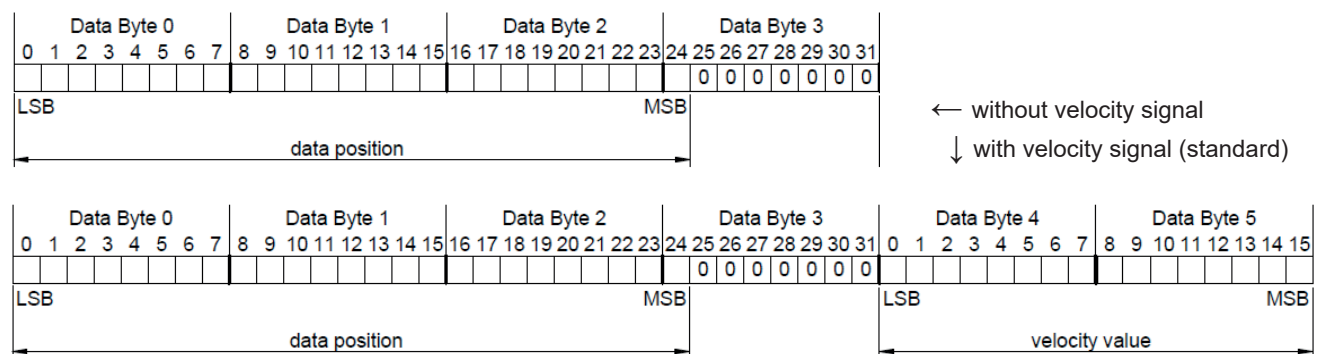 Data Byte 0 Data Byte 1 Data Byte 2 Data Byte 3
0 1 2 3 4 5 6 7 8 9 10 11 12 13 14 15 16 17 18 19 20 21 22 23 24 25 26 27 28 29 30 31
0 0 0 0 0 0 0
LSB MSB
← without velocity signal
data position
↓ with velocity signal (standard)
Data Byte 0 Data Byte 1 Data Byte 2 Data Byte 3 Data Byte 4 Data Byte 5
0 1 2 3 4 5 6 7 8 9 10 11 12 13 14 15 16 17 18 19 20 21 22 23 24 25 26 27 28 29 30 31 0 1 2 3 4 5 6 7 8 9 10 11 12 13 14 15
0 0 0 0 0 0 0
LSB MSB LSB MSB
data position velocity value